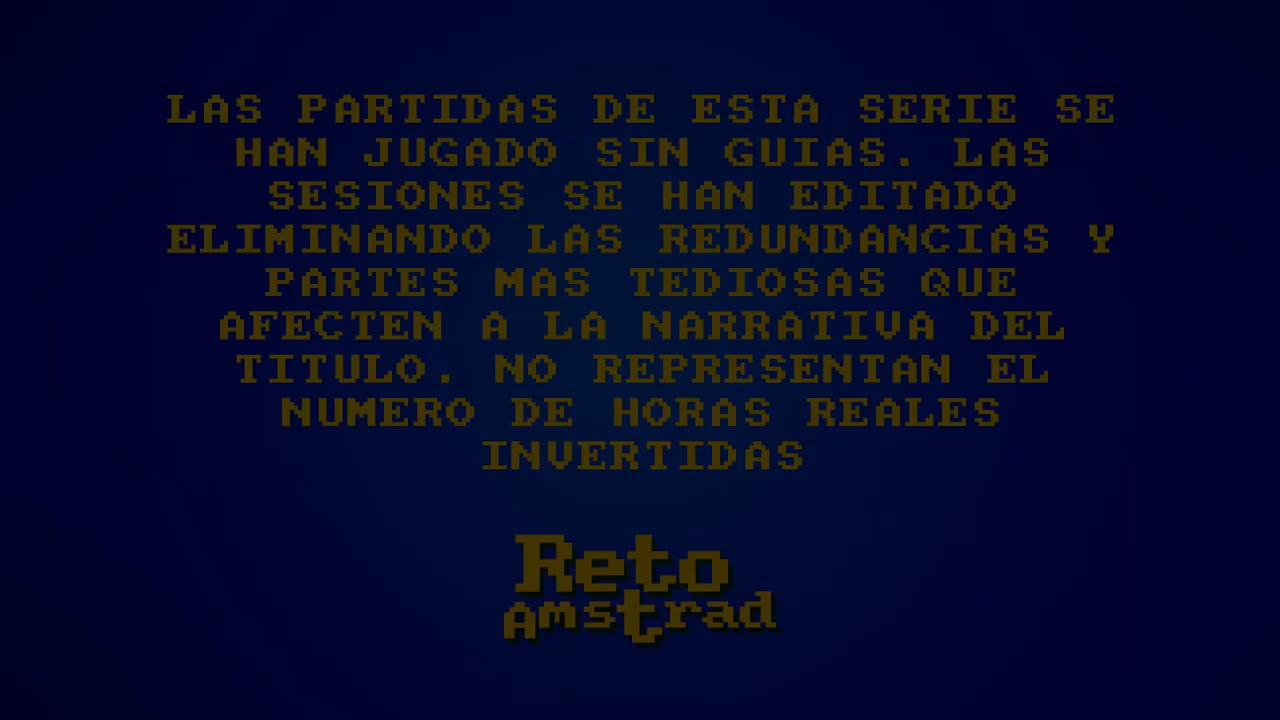 LAS PARTIDAS DE ESTA SERIE SE
HAN JUGADO SIN GUIAS. LAS
SESIONES SE HAN EDITADO
ELIMINANDO LAS REDUNDANCIAS Y
PARTES MAS TEDIOSAS QUE
AFECTEN A LA NARRATIVA DEL
TITULO. NO REPRESENTAN EL
NUMERO DE HORAS REALES
INVERTIDAS
Reto
Amstrad